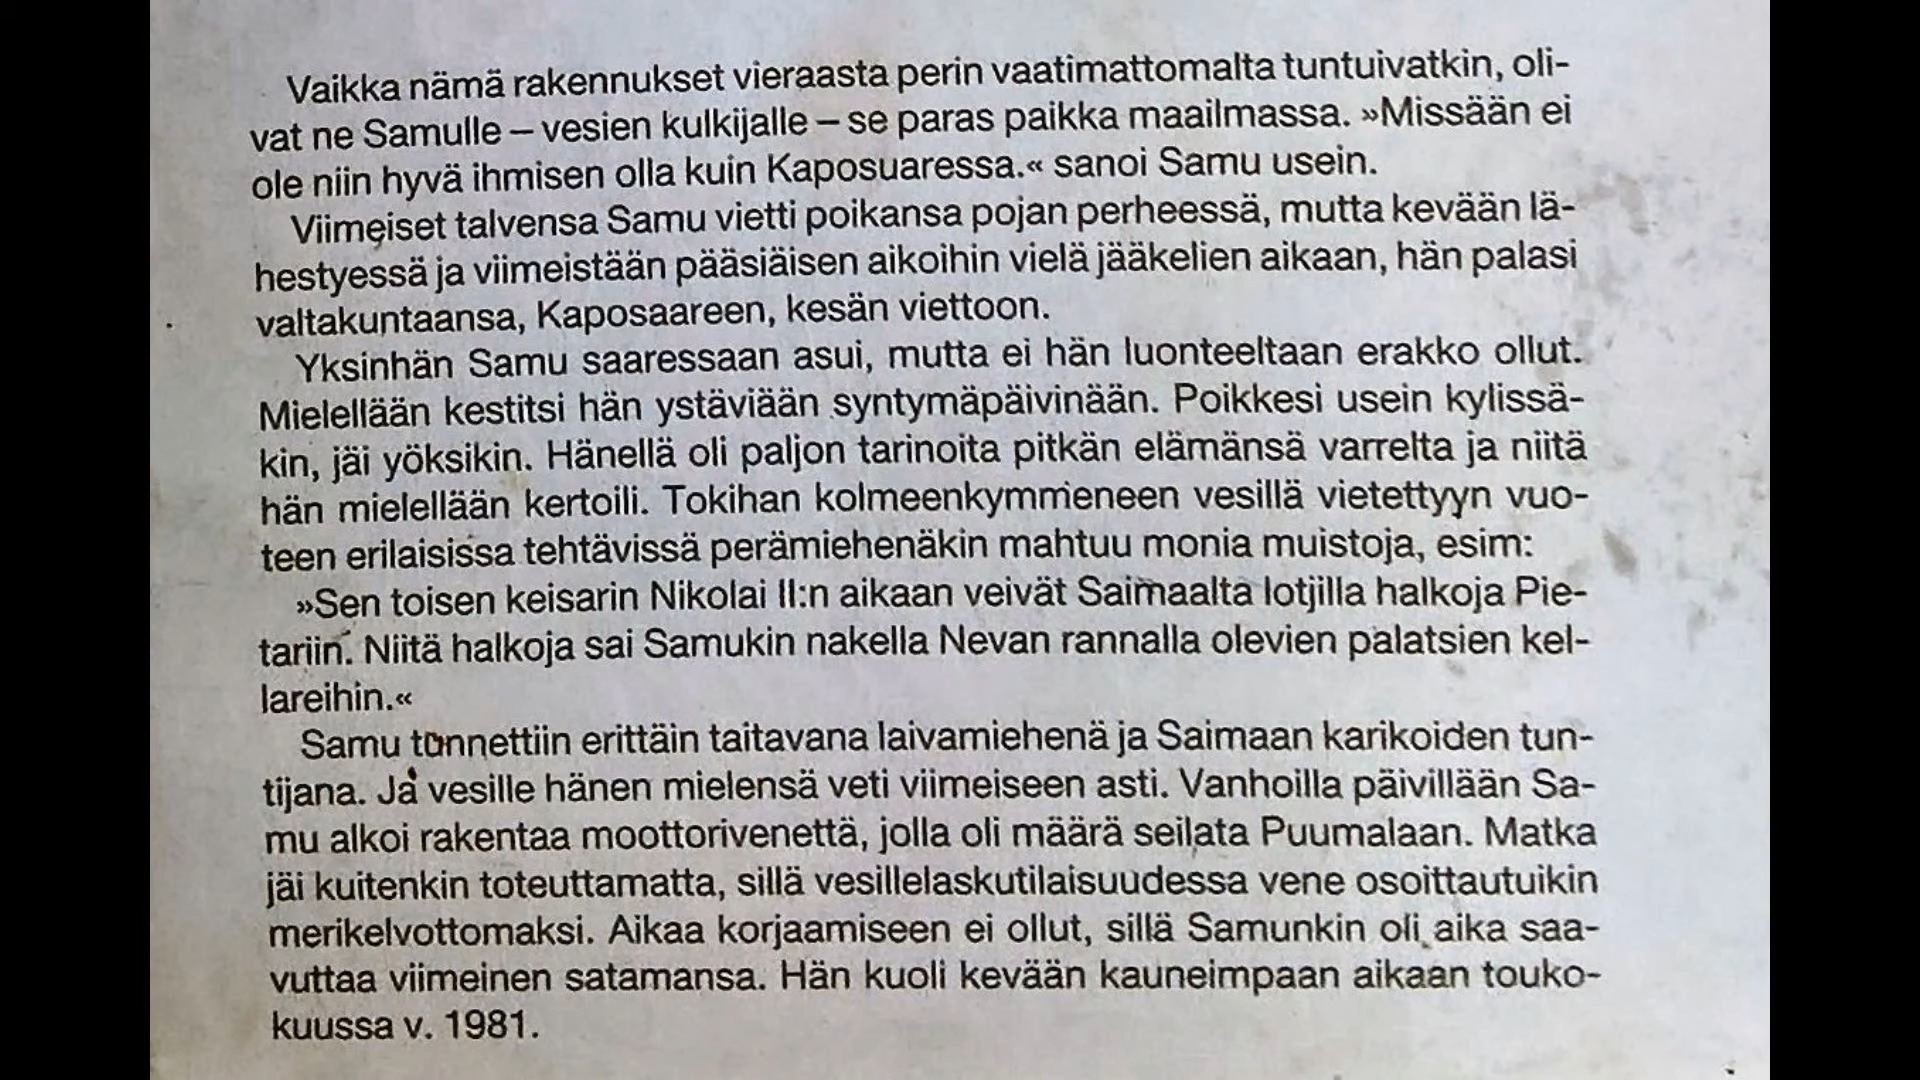 Vaikka nämä rakennukset vieraasta perin vaatimattomalta tuntuivatkin, oli-
vat ne Samulle – vesien kulkijalle – se paras paikka maailmassa. »Missään ei
ole niin hyvä ihmisen olla kuin Kaposuaressa.« sanoi Samu usein.
Viimeiset talvensa Samu vietti poikansa pojan perheessä, mutta kevään lä-
hestyessä ja viimeistään pääsiäisen aikoihin vielä jääkelien aikaan, hän palasi
valtakuntaansa, Kaposaareen, kesän viettoon.
Yksinhän Samu saaressaan asui, mutta ei hän luonteeltaan erakko ollut.
Mielellään kestitsi hän ystäviään syntymäpäivinään. Poikkesi usein kylissä-
kin, jäi yöksikin. Hänellä oli paljon tarinoita pitkän elämänsä varrelta ja niitä
hän mielellään kertoili. Tokihan kolmeenkymmeneen vesillä vietettyyn vuo-
teen erilaisissa tehtävissä perämiehenäkin mahtuu monia muistoja, esim:
»Sen toisen keisarin Nikolai II:n aikaan veivät Saimaalta lotjilla halkoja Pie-
tariin. Niitä halkoja sai Samukin nakella Nevan rannalla olevien palatsien kel-
lareihin.«
Samu tunnettiin erittäin taitavana laivamiehenä ja Saimaan karikoiden tun-
tijana. Ja vesille hänen mielensä veti viimeiseen asti. Vanhoilla päivillään Sa-
mu alkoi rakentaa moottorivenettä, jolla oli määrä seilata Puumalaan. Matka
jäi kuitenkin toteuttamatta, sillä vesillelaskutilaisuudessa vene osoittautuikin
merikelvottomaksi. Aikaa korjaamiseen ei ollut, sillä Samunkin oli aika saa-
vuttaa viimeinen satamansa. Hän kuoli kevään kauneimpaan aikaan touko-
kuussa v. 1981.